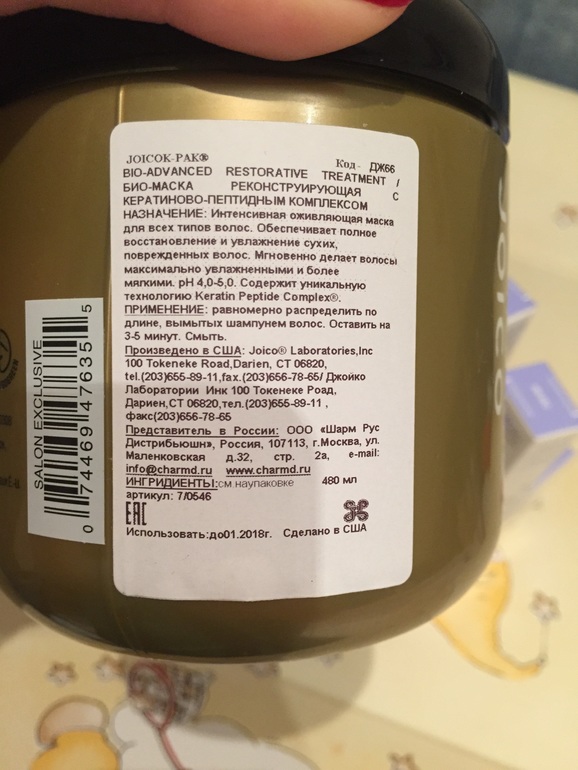 JOICOK-PAK® Код - ДЖ66
BIO-ADVANCED RESTORATIVE TREATMENT /
БИО-МАСКА РЕКОНСТРУИРУЮЩАЯ С
КЕРАТИНОВО-ПЕПТИДНЫМ КОМПЛЕКСОМ
НАЗНАЧЕНИЕ: Интенсивная оживляющая маска
для всех типов волос. Обеспечивает полное
восстановление и увлажнение сухих,
поврежденных волос. Мгновенно делает волосы
максимально увлажненными и более
мягкими. рН 4,0-5,0. Содержит уникальную
технологию Keratin Peptide Complex®.
ПРИМЕНЕНИЕ: равномерно распределить по
длине, вымытых шампунем волос. Оставить на
3-5 минут. Смыть.
Произведено в США: Joico® Laboratories,Inc
100 Tokeneke Road,Darien, CT 06820,
tel.(203)655-89-11,fax.(203)656-78-65/ Джойко
Лаборатории Инк 100 Токенеке Роад,
Дариен,СТ 06820,тел.(203)655-89-11 ,
факс(203)656-78-65
Представитель в России: ООО «Шарм Рус
Дистрибьюшн», Россия, 107113, г.Москва, ул.
Маленковская д.32, стр. 2а, e-mail:
info@charmd.ru www.charmd.ru
ИНГРИДИЕНТЫ:см.наупаковке 480 мл
артикул: 7/0546
EAC
Использовать:до01.2018г. Сделано в США
SALON EXCLUSIVE
0 74469 47635 5
JOICO